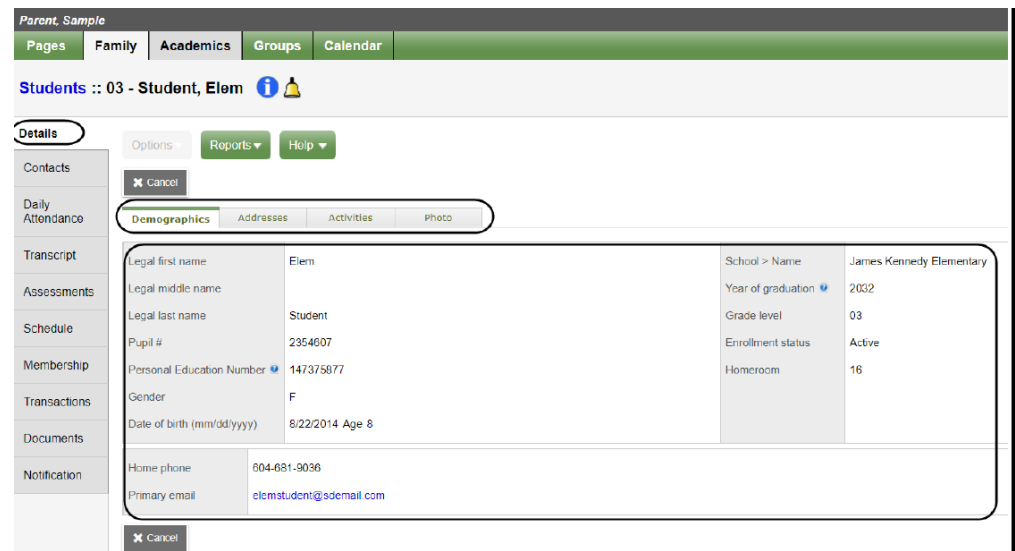 Parent, Sample
Pages Family Academics Groups Calendar
Students :: 03 - Student, Elem
Details
Contacts
Daily
Attendance
Transcript
Assessments
Schedule
Membership
Transactions
Documents
Notification
Options Reports Help
Cancel
Demographics Addresses Activities Photo
Legal first name Elem School > Name James Kennedy Elementary
Legal middle name Year of graduation 2032
Legal last name Student Grade level 03
Pupil # 2354607 Enrollment status Active
Personal Education Number 147375877 Homeroom 16
Gender F
Date of birth (mm/dd/yyyy) 8/22/2014 Age 8
Home phone 604-681-9036
Primary email elemstudent@sdemail.com
Cancel